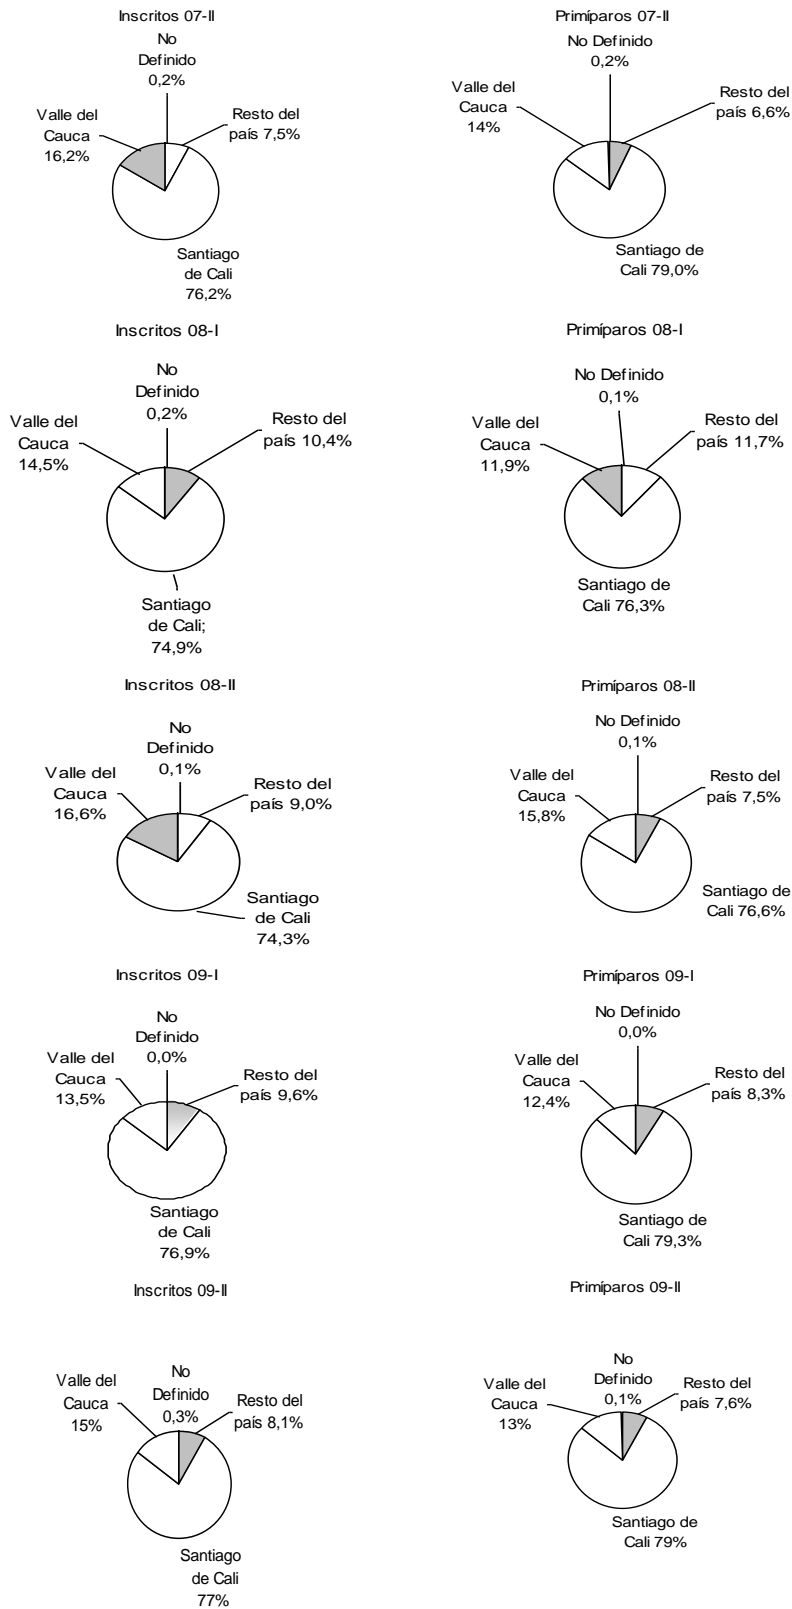 Inscritos 07-II
No
Definido
0,2%
Valle del
Cauca
16,2%
Resto del
país 7,5%
Santiago
de Cali
76,2%
Primíparos 07-II
No Definido
0,2%
Valle del
Cauca
14%
Resto del
país 6,6%
Santiago de
Cali 79,0%
Inscritos 08-I
No
Definido
0,2%
Valle del
Cauca
14,5%
Resto del
país 10,4%
Santiago
de Cali;
74,9%
Primíparos 08-I
No Definido
0,1%
Valle del
Cauca
11,9%
Resto del
país 11,7%
Santiago de
Cali 76,3%
Inscritos 08-II
No
Definido
0,1%
Valle del
Cauca
16,6%
Resto del
país 9,0%
Santiago
de Cali
74,3%
Primíparos 08-II
No Definido
0,1%
Valle del
Cauca
15,8%
Resto del
país 7,5%
Santiago de
Cali 76,6%
Inscritos 09-I
No
Definido
0,0%
Valle del
Cauca
13,5%
Resto del
país 9,6%
Santiago
de Cali
76,9%
Primíparos 09-I
No Definido
0,0%
Valle del
Cauca
12,4%
Resto del
país 8,3%
Santiago de
Cali 79,3%
Inscritos 09-II
No
Definido
0,3%
Valle del
Cauca
15%
Resto del
país 8,1%
Santiago
de Cali
77%
Primíparos 09-II
No
Definido
0,1%
Valle del
Cauca
13%
Resto del
país 7,6%
Santiago de
Cali 79%